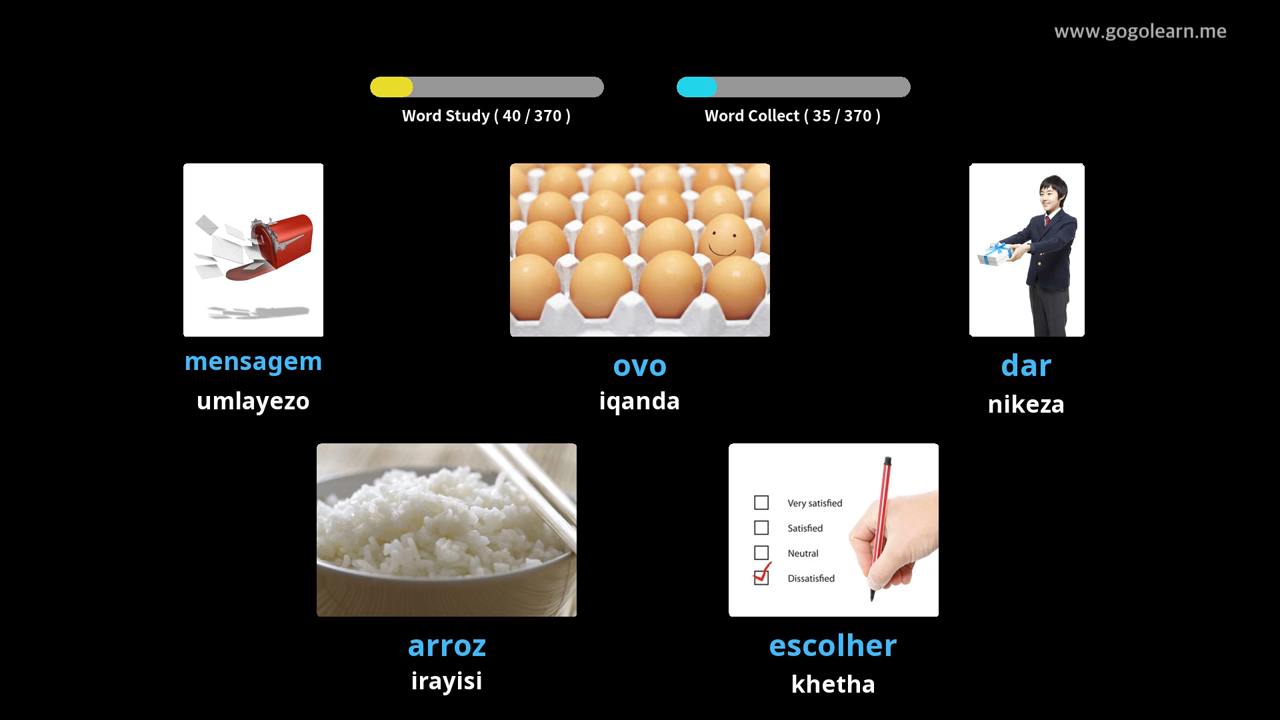 www.gogolearn.me
Word Study ( 40 / 370 )
Word Collect ( 35 / 370 )
mensagem
umlayezo
ovo
iqanda
dar
nikeza
arroz
irayisi
Very satisfied
Satisfied
Neutral
Dissatisfied
escolher
khetha